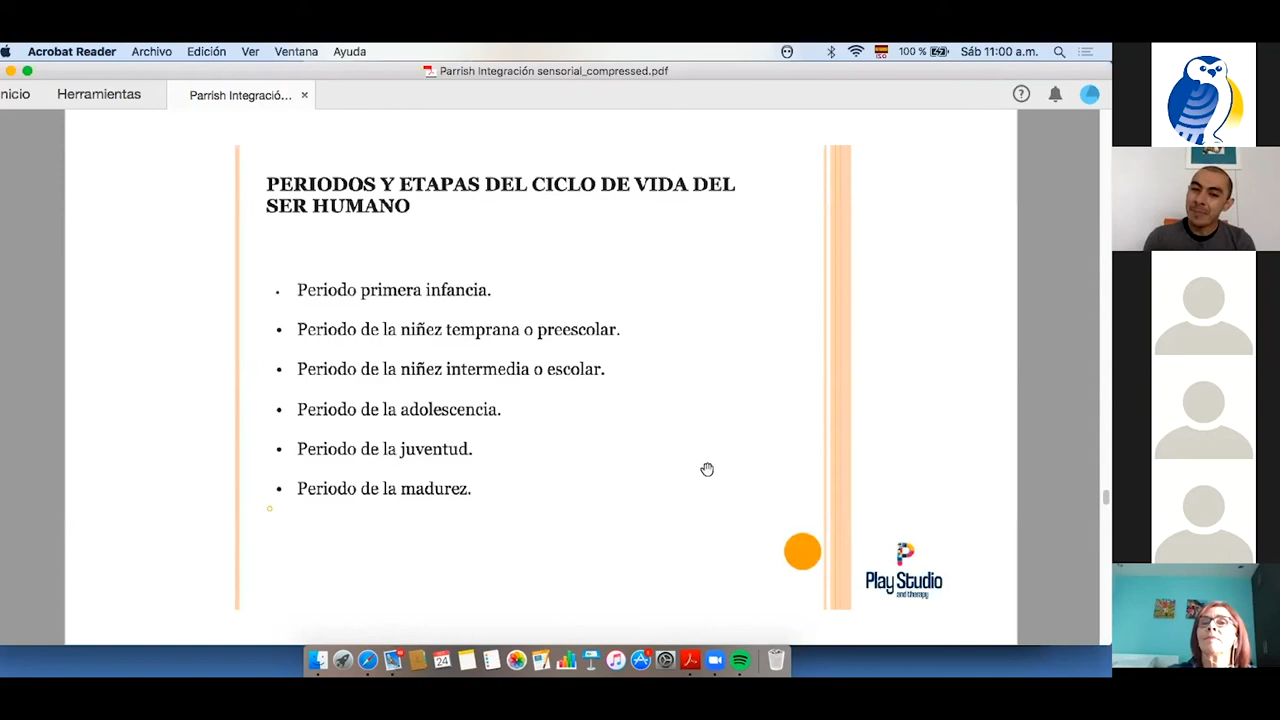 Acrobat Reader Archivo Edición Ver Ventana Ayuda 100 % Sáb 11:00 a.m.
Parrish Integración sensorial_compressed.pdf
nicio Herramientas Parrish Integració... ×
PERIODOS Y ETAPAS DEL CICLO DE VIDA DEL
SER HUMANO
• Periodo primera infancia.
• Periodo de la niñez temprana o preescolar.
• Periodo de la niñez intermedia o escolar.
• Periodo de la adolescencia.
• Periodo de la juventud.
• Periodo de la madurez.
P
Play Studio
and therapy
24